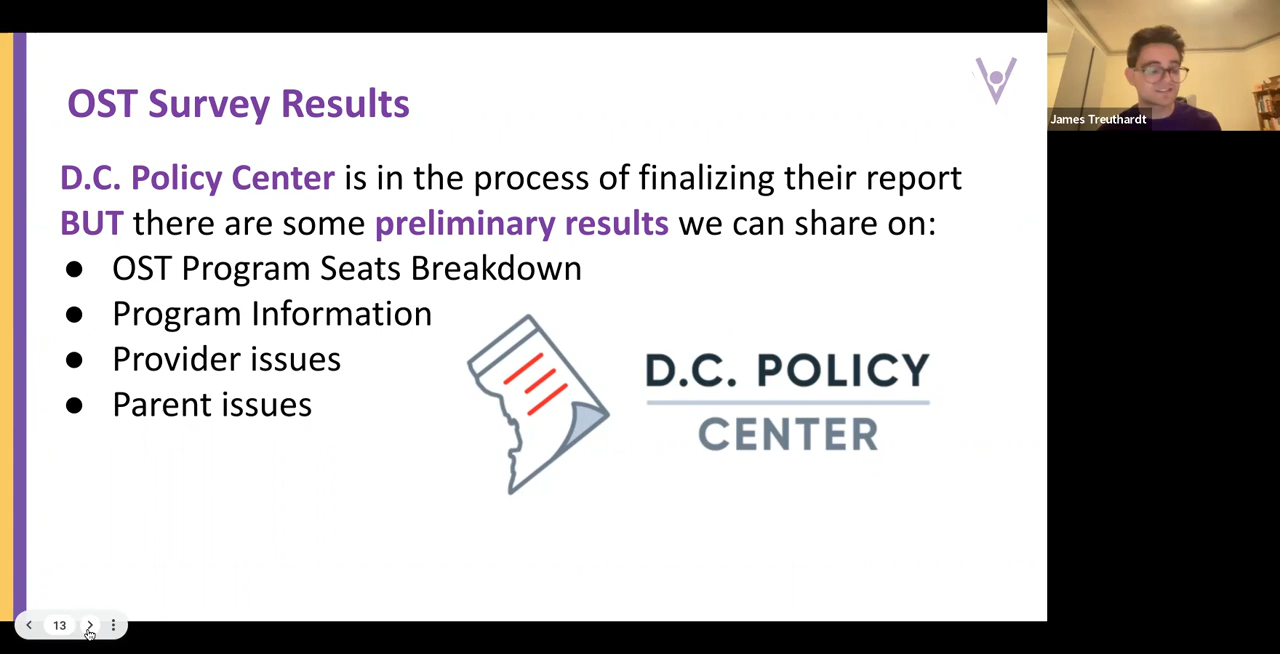 OST Survey Results
D.C. Policy Center is in the process of finalizing their report
BUT there are some preliminary results we can share on:
● OST Program Seats Breakdown
● Program Information
● Provider issues
● Parent issues
D.C. POLICY
CENTER
13
James Treuthardt